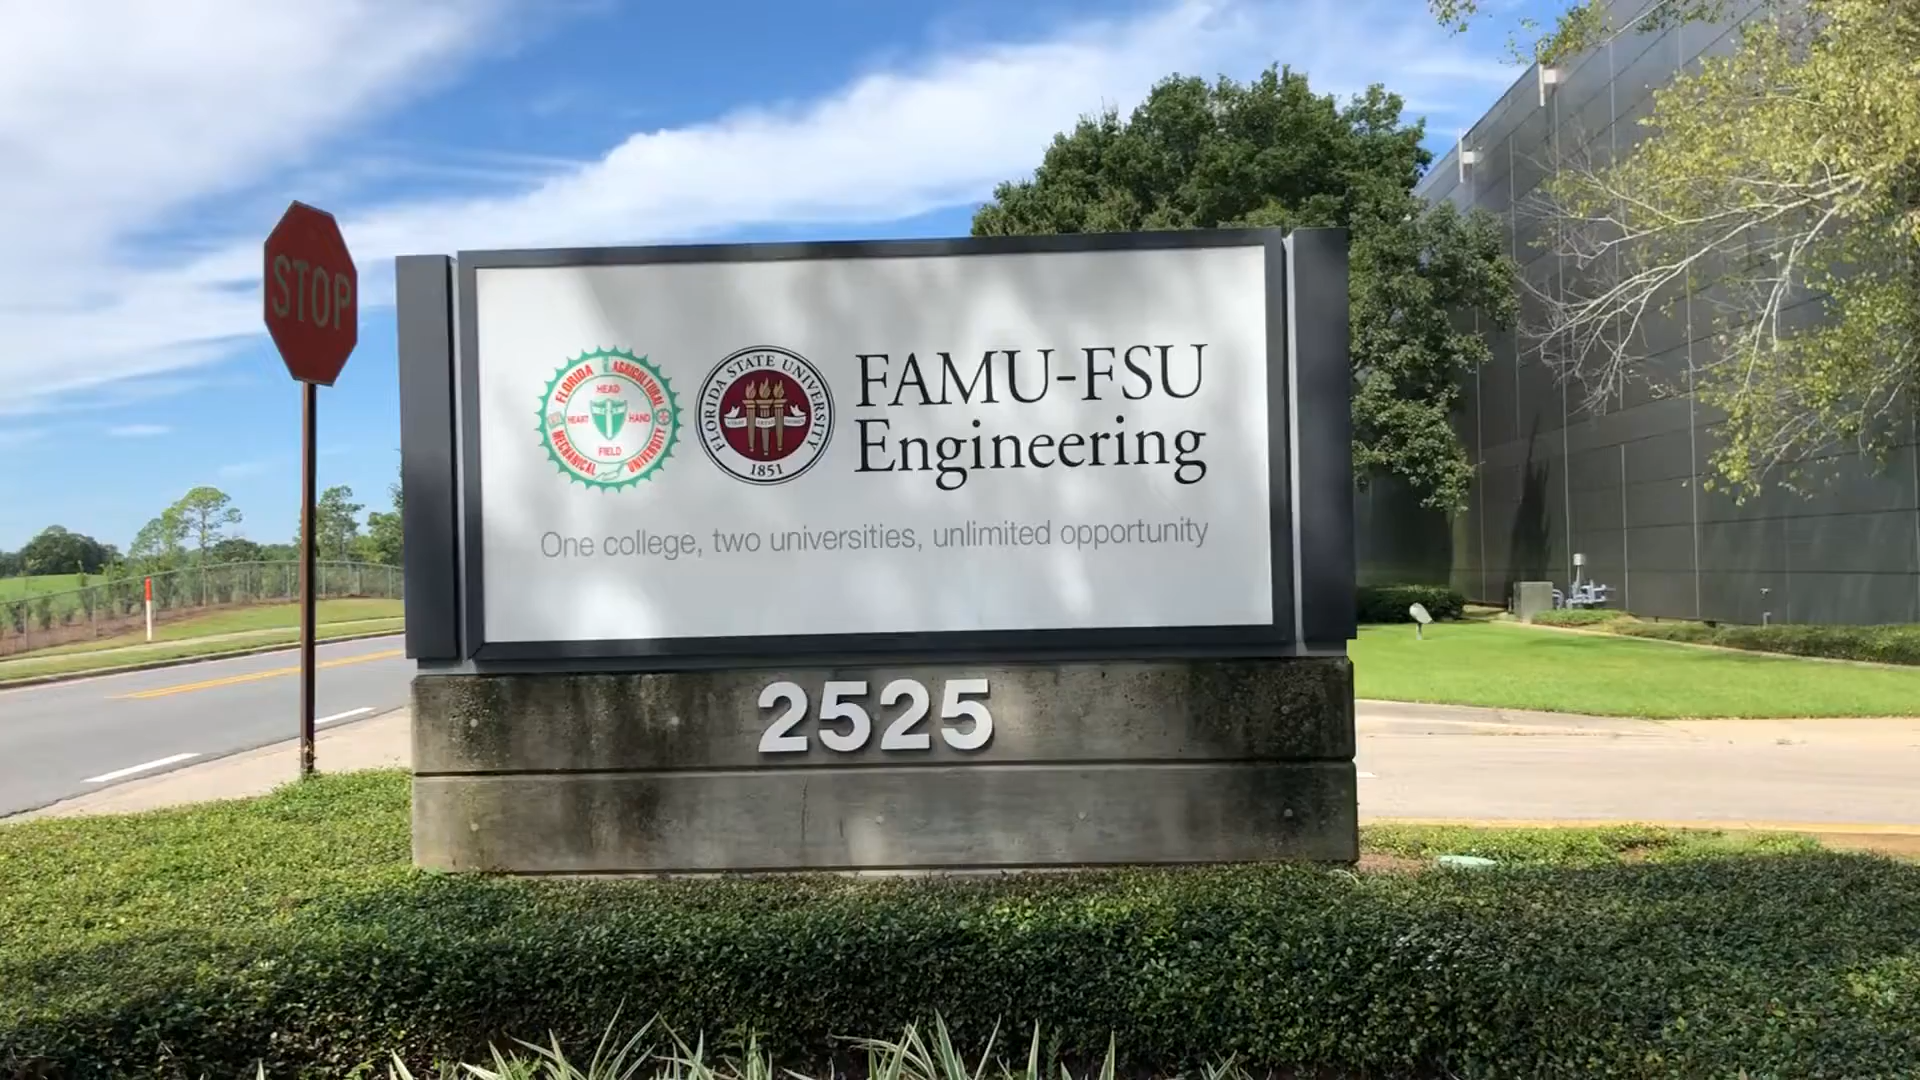 STOP
FLORIDA AGRICULTURAL
MECHANICAL UNIVERSITY
HEAD
HEART
HAND
FIELD
FLORIDA STATE UNIVERSITY
1851
FAMU-FSU
Engineering
One college, two universities, unlimited opportunity
2525